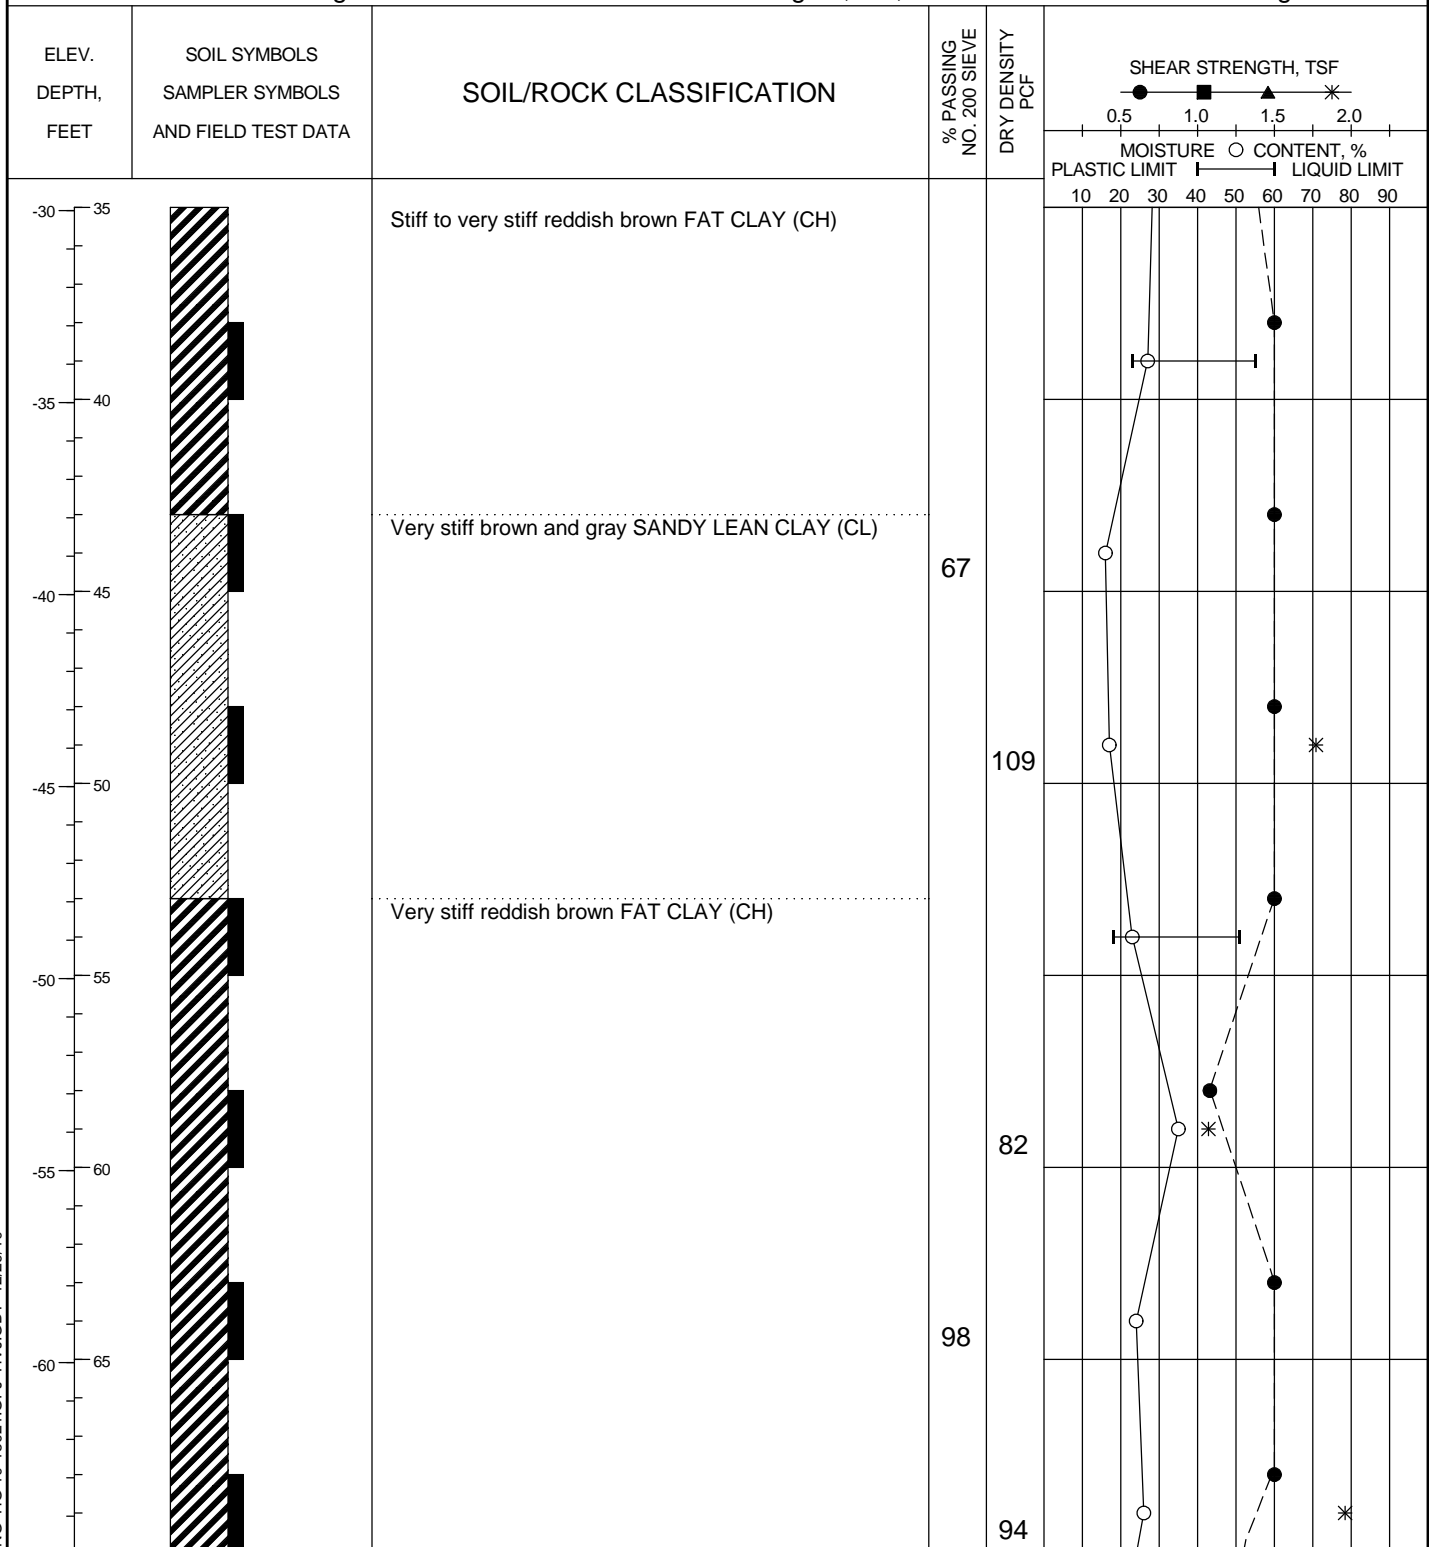 ELEV.
DEPTH,
FEET
SOIL SYMBOLS
SAMPLER SYMBOLS
AND FIELD TEST DATA
SOIL/ROCK CLASSIFICATION
% PASSING
NO. 200 SIEVE
DRY DENSITY
PCF
SHEAR STRENGTH, TSF
0.5 1.0 1.5 2.0
MOISTURE CONTENT, %
PLASTIC LIMIT LIQUID LIMIT
10 20 30 40 50 60 70 80 90
-30 35
Stiff to very stiff reddish brown FAT CLAY (CH)
-35 40
Very stiff brown and gray SANDY LEAN CLAY (CL)
67
-40 45
109
-45 50
Very stiff reddish brown FAT CLAY (CH)
-50 55
82
-55 60
98
-60 65
94